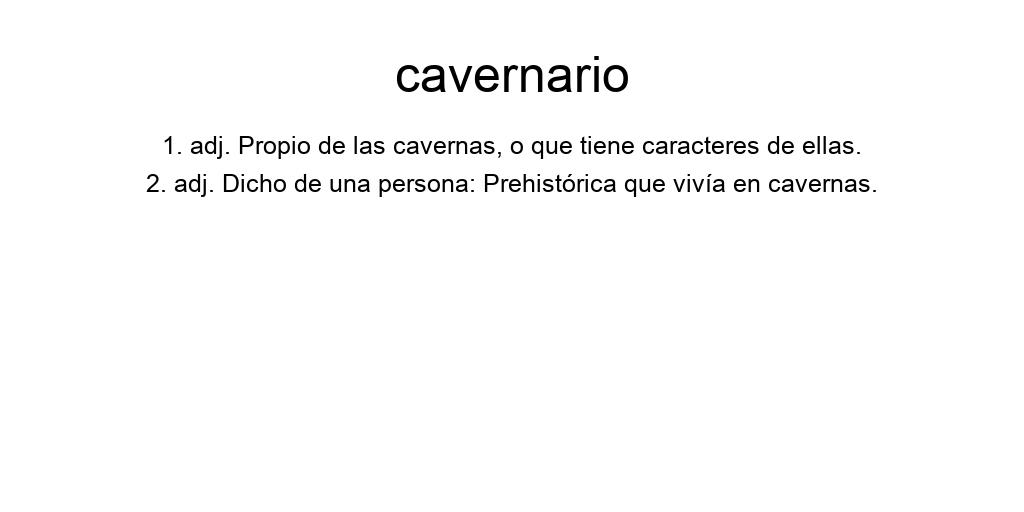 cavernario
1. adj. Propio de las cavernas, o que tiene caracteres de ellas.
2. adj. Dicho de una persona: Prehistórica que vivía en cavernas.